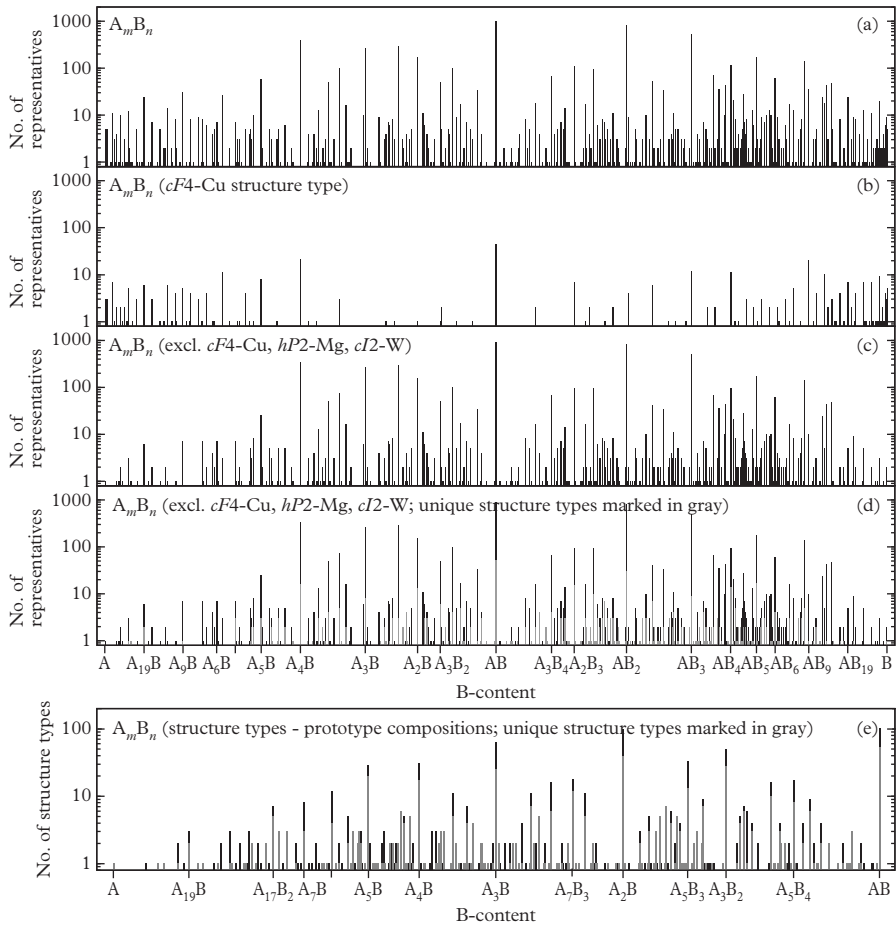 AₘBₙ (a)
1000
100
10
1
No. of
representatives
AₘBₙ (cF4-Cu structure type) (b)
1000
100
10
1
No. of
representatives
AₘBₙ (excl. cF4-Cu, hP2-Mg, cI2-W) (c)
1000
100
10
1
No. of
representatives
AₘBₙ (excl. cF4-Cu, hP2-Mg, cI2-W; unique structure types marked in gray) (d)
1000
100
10
1
No. of
representatives
A A₁₉B A₉B A₆B A₅B A₄B A₃B A₂B A₃B₂ AB A₃B₄ A₂B₃ AB₂ AB₃ AB₄ AB₅ AB₆ AB₉ AB₁₉ B
B-content
AₘBₙ (structure types - prototype compositions; unique structure types marked in gray) (e)
100
10
1
No. of structure types
A A₁₉B A₁₇B₂ A₇B A₅B A₄B A₃B A₇B₃ A₂B A₅B₃ A₃B₂ A₅B₄ AB
B-content